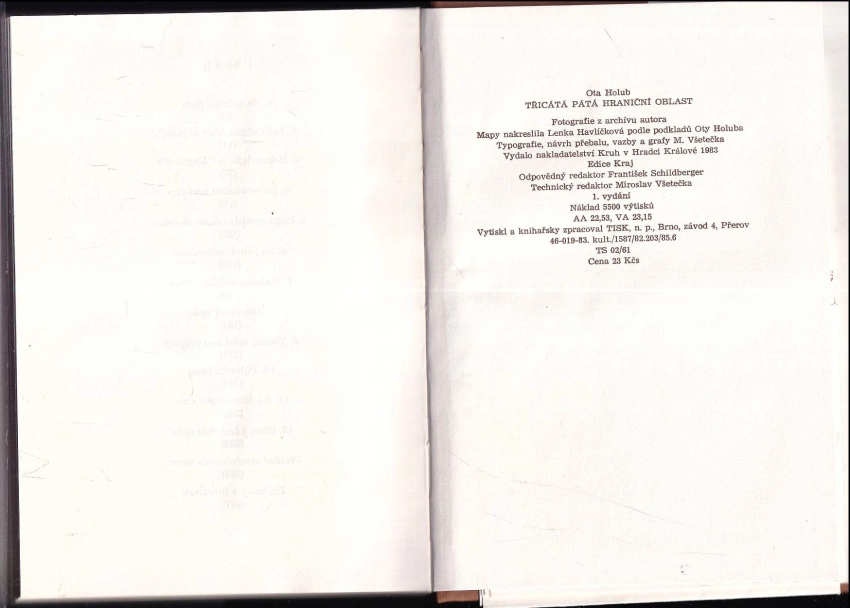 Ota Holub
TŘICÁTÁ PÁTÁ HRANIČNÍ OBLAST
Fotografie z archívu autora
Mapy nakreslila Lenka Havlíčková podle podkladů Oty Holuba
Typografie, návrh přebalu, vazby a grafy M. Všetečka
Vydalo nakladatelství Kruh v Hradci Králové 1983
Edice Kraj
Odpovědný redaktor František Schildberger
Technický redaktor Miroslav Všetečka
1. vydání
Náklad 5500 výtisků
AA 22,53, VA 23,15
Vytiskl a knihařsky zpracoval TISK, n. p., Brno, závod 4, Přerov
46-019-83. kult./1587/82.203/85.6
TS 02/61
Cena 23 Kčs